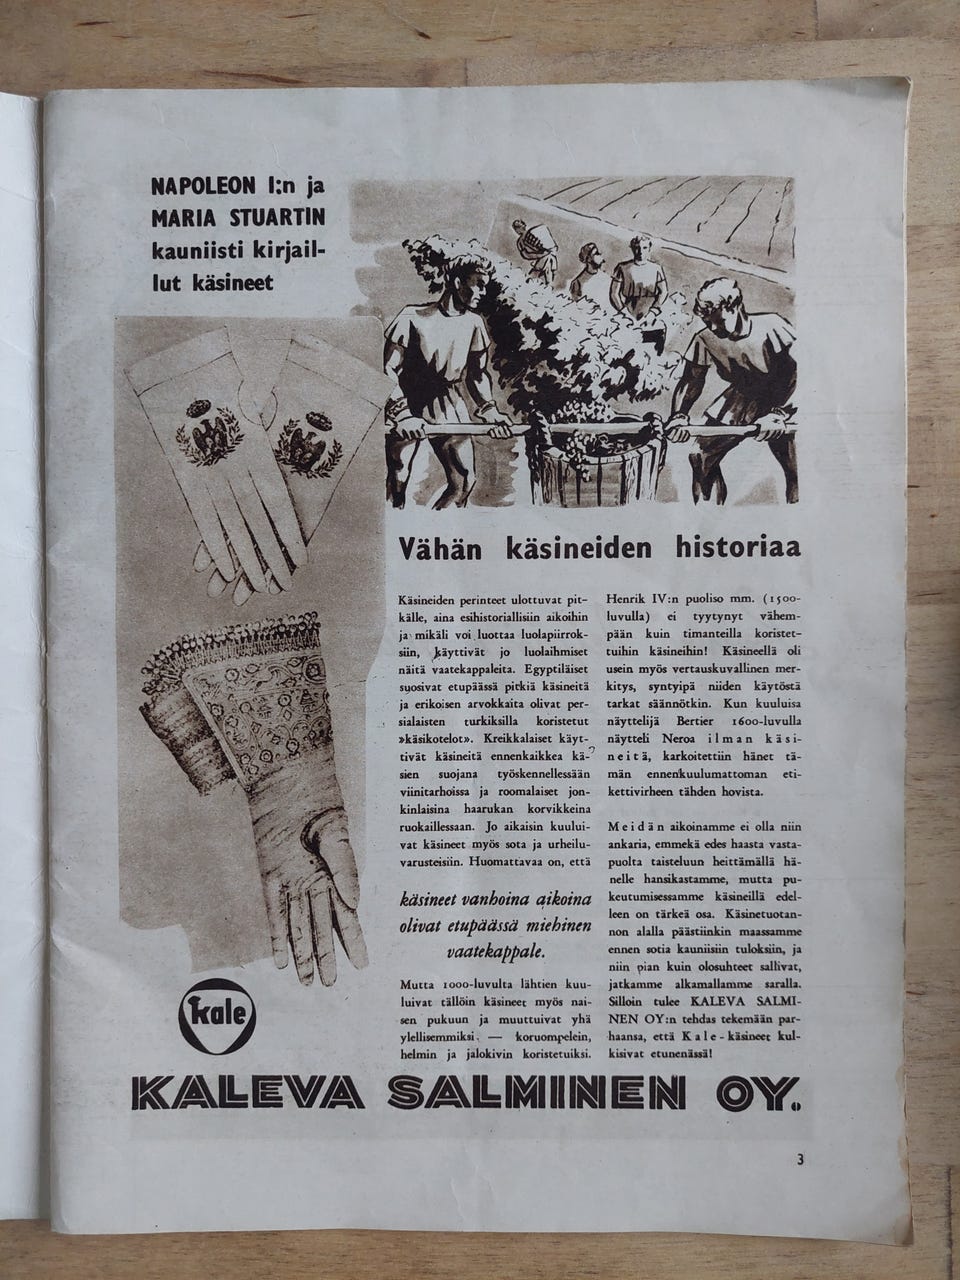 NAPOLEON I:n ja
MARIA STUARTIN
kauniisti kirjail-
lut käsineet
Vähän käsineiden historiaa
Käsineiden perinteet ulottuvat pit-
källe, aina esihistoriallisiin aikoihin
ja mikäli voi luottaa luolapiirrok-
siin, käyttivät jo luolaihmiset
näitä vaatekappaleita. Egyptiläiset
suosivat etupäässä pitkiä käsineitä
ja erikoisen arvokkaita olivat per-
sialaisten turkiksilla koristetut
»käsikotelot». Kreikkalaiset käyt-
tivät käsineitä ennenkaikkea kä-
sien suojana työskennellessään
viinitarhoissa ja roomalaiset jon-
kinlaisina haarukan korvikkeina
ruokaillessaan. Jo aikaisin kuului-
vat käsineet myös sota ja urheilu-
varusteisiin. Huomattavaa on, että
käsineet vanhoina aikoina
olivat etupäässä miehinen
vaatekappale.
Mutta 1000-luvulta lähtien kuu-
luivat tällöin käsineet myös nai-
sen pukuun ja muuttuivat yhä
ylellisemmiksi. — koruompelein,
helmin ja jalokivin koristetuiksi.
Henrik IV:n puoliso mm. (1500-
luvulla) ei tyytynyt vähem-
pään kuin timanteilla koristet-
tuihin käsineihin! Käsineellä oli
usein myös vertauskuvallinen mer-
kitys, syntyipä niiden käytöstä
tarkat säännötkin. Kun kuuluisa
näyttelijä Bertier 1600-luvulla
näytteli Neroa ilman käsi-
neitä, karkoitettiin hänet tä-
män ennenkuulumattoman eti-
kettivirheen tähden hovista.
Meidän aikoinamme ei olla niin
ankaria, emmekä edes haasta vasta-
puolta taisteluun heittämällä hä-
nelle hansikastamme, mutta pu-
keutumisessamme käsineillä edel-
leen on tärkeä osa. Käsinetuotan-
non alalla päästiinkin maassamme
ennen sotia kauniisiin tuloksiin, ja
niin pian kuin olosuhteet sallivat,
jatkamme alkamallamme saralla.
Silloin tulee KALEVA SALMI-
NEN OY:n tehdas tekemään par-
haansa, että Kale-käsineet kul-
kisivat etunenässä!
kale
KALEVA SALMINEN OY.
3